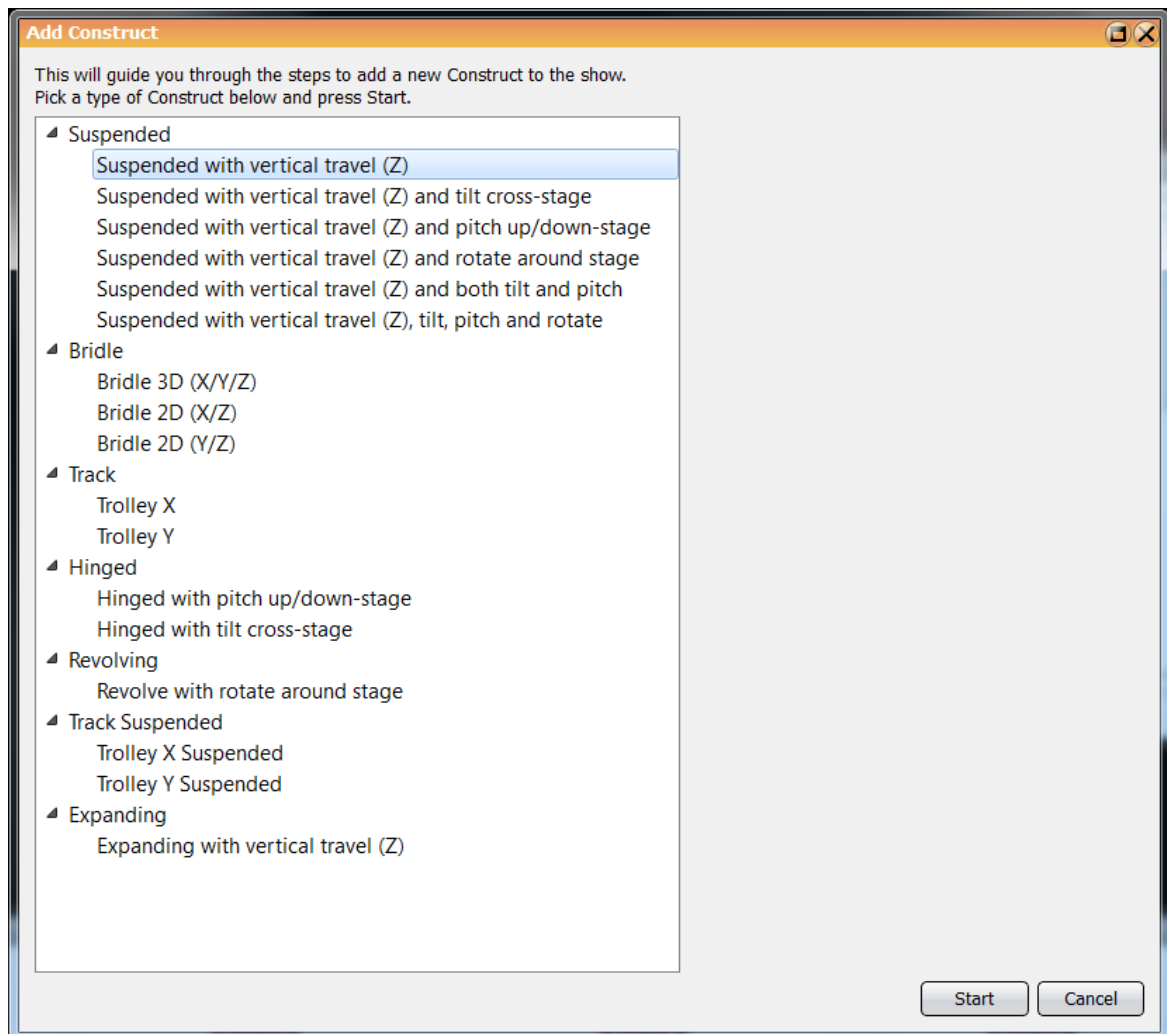 Add Construct
This will guide you through the steps to add a new Construct to the show.
Pick a type of Construct below and press Start.
Suspended
Suspended with vertical travel (Z)
Suspended with vertical travel (Z) and tilt cross-stage
Suspended with vertical travel (Z) and pitch up/down-stage
Suspended with vertical travel (Z) and rotate around stage
Suspended with vertical travel (Z) and both tilt and pitch
Suspended with vertical travel (Z), tilt, pitch and rotate
Bridle
Bridle 3D (X/Y/Z)
Bridle 2D (X/Z)
Bridle 2D (Y/Z)
Track
Trolley X
Trolley Y
Hinged
Hinged with pitch up/down-stage
Hinged with tilt cross-stage
Revolving
Revolve with rotate around stage
Track Suspended
Trolley X Suspended
Trolley Y Suspended
Expanding
Expanding with vertical travel (Z)
Start Cancel